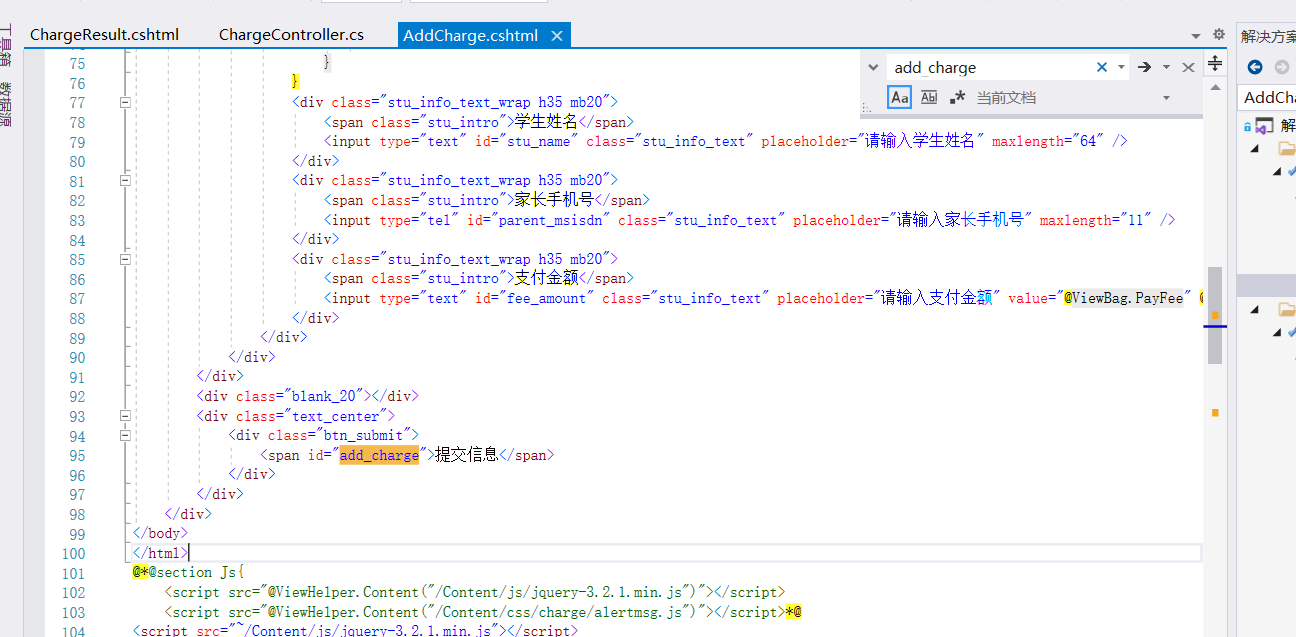 ChargeResult.cshtml ChargeController.cs AddCharge.cshtml
解决方案
工具箱 数据源
add_charge
当前文档
AddCha
解
75 }
76 }
77 <div class="stu_info_text_wrap h35 mb20">
78 <span class="stu_intro">学生姓名</span>
79 <input type="text" id="stu_name" class="stu_info_text" placeholder="请输入学生姓名" maxlength="64" />
80 </div>
81 <div class="stu_info_text_wrap h35 mb20">
82 <span class="stu_intro">家长手机号</span>
83 <input type="tel" id="parent_msisdn" class="stu_info_text" placeholder="请输入家长手机号" maxlength="11" />
84 </div>
85 <div class="stu_info_text_wrap h35 mb20">
86 <span class="stu_intro">支付金额</span>
87 <input type="text" id="fee_amount" class="stu_info_text" placeholder="请输入支付金额" value="@ViewBag.PayFee"
88 </div>
89 </div>
90 </div>
91 </div>
92 <div class="blank_20"></div>
93 <div class="text_center">
94 <div class="btn_submit">
95 <span id="add_charge">提交信息</span>
96 </div>
97 </div>
98 </div>
99 </body>
100 </html>
101 @*@section Js{
102 <script src="@ViewHelper.Content("/Content/js/jquery-3.2.1.min.js")"></script>
103 <script src="@ViewHelper.Content("/Content/css/charge/alertmsg.js")"></script>*@
104 <script src="~/Content/js/jquery-3.2.1.min.js"></script>